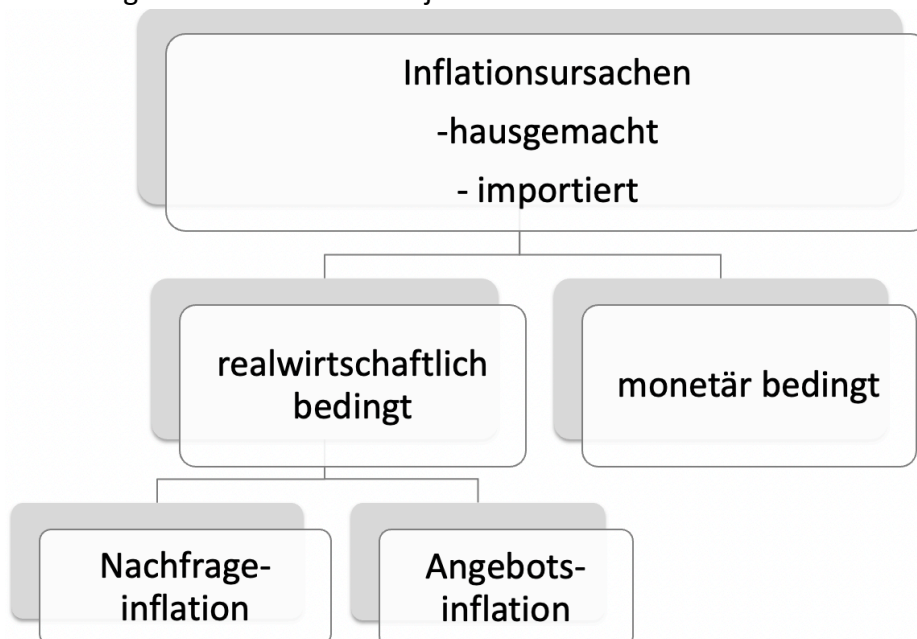 Inflationsursachen
-hausgemacht
- importiert
realwirtschaftlich
bedingt
monetär bedingt
Nachfrage-
inflation
Angebots-
inflation